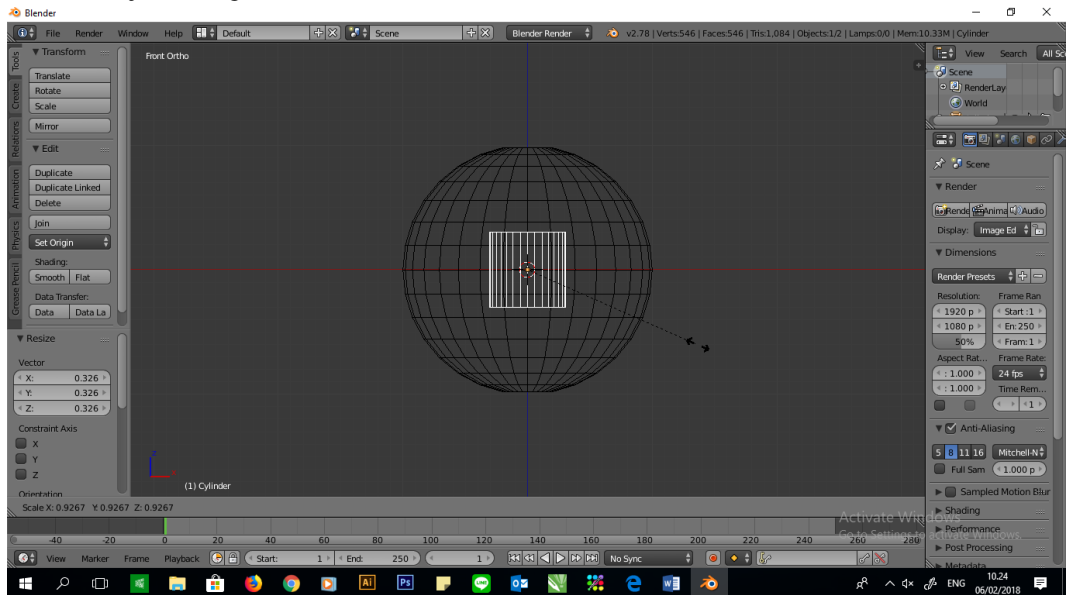 Blender
File Render Window Help Default Scene Blender Render v2.78 | Verts:546 | Faces:546 | Tris:1,084 | Objects:1/2 | Lamps:0/0 | Mem:10.33M | Cylinder
Tools
Create
Relations
Animation
Physics
Grease Pencil
Transform
Translate
Rotate
Scale
Mirror
Edit
Duplicate
Duplicate Linked
Delete
Join
Set Origin
Shading:
Smooth Flat
Data Transfer:
Data Data La
Resize
Vector
X: 0.326
Y: 0.326
Z: 0.326
Constraint Axis
X
Y
Z
Orientation
Front Ortho
z
(1) Cylinder
Scale X: 0.9267 Y: 0.9267 Z: 0.9267
View Search All Sc
Scene
RenderLay
World
Scene
Render
Rende Anima Audio
Display: Image Ed
Dimensions
Render Presets
Resolution: Frame Ran
1920 p Start :1
1080 p En: 250
50% Fram: 1
Aspect Rat... Frame Rate:
: 1.000 24 fps
: 1.000 Time Rem...
1
Anti-Aliasing
5 8 11 16 Mitchell-N
Full Sam 1.000 p
Sampled Motion Blur
Shading
Performance
Post Processing
Metadata
Activate Windows
Go to Settings to activate Windows.
-40 -20 0 20 40 60 80 100 120 140 160 180 200 220 240 260 280
View Marker Frame Playback Start: 1 End: 250 1 No Sync
Ai Ps LINE ENG 10.24
06/02/2018